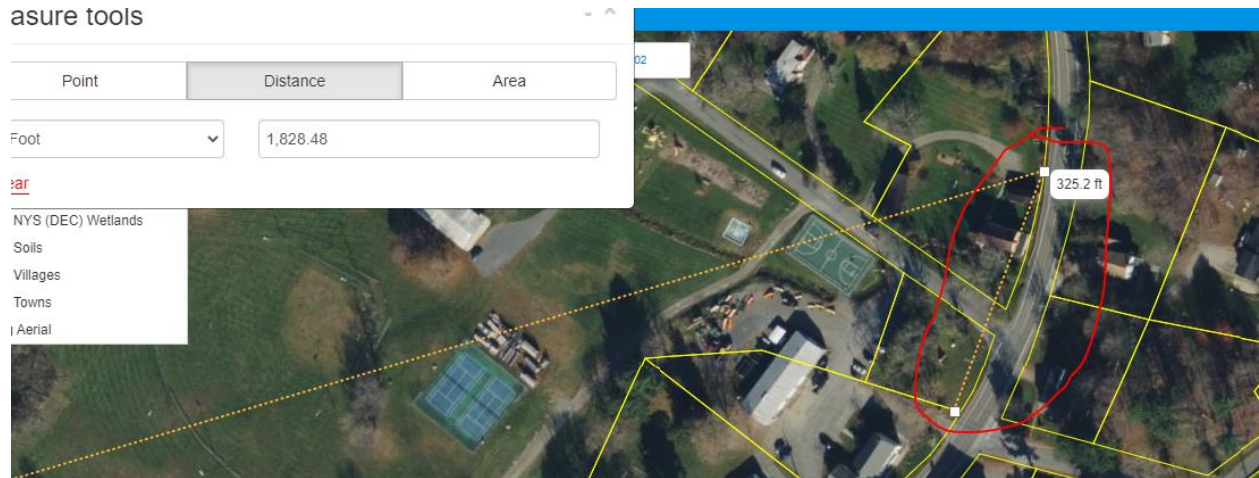 asure tools
Point Distance Area
Foot 1,828.48
ear
02
325.2 ft
NYS (DEC) Wetlands
Soils
Villages
Towns
g Aerial